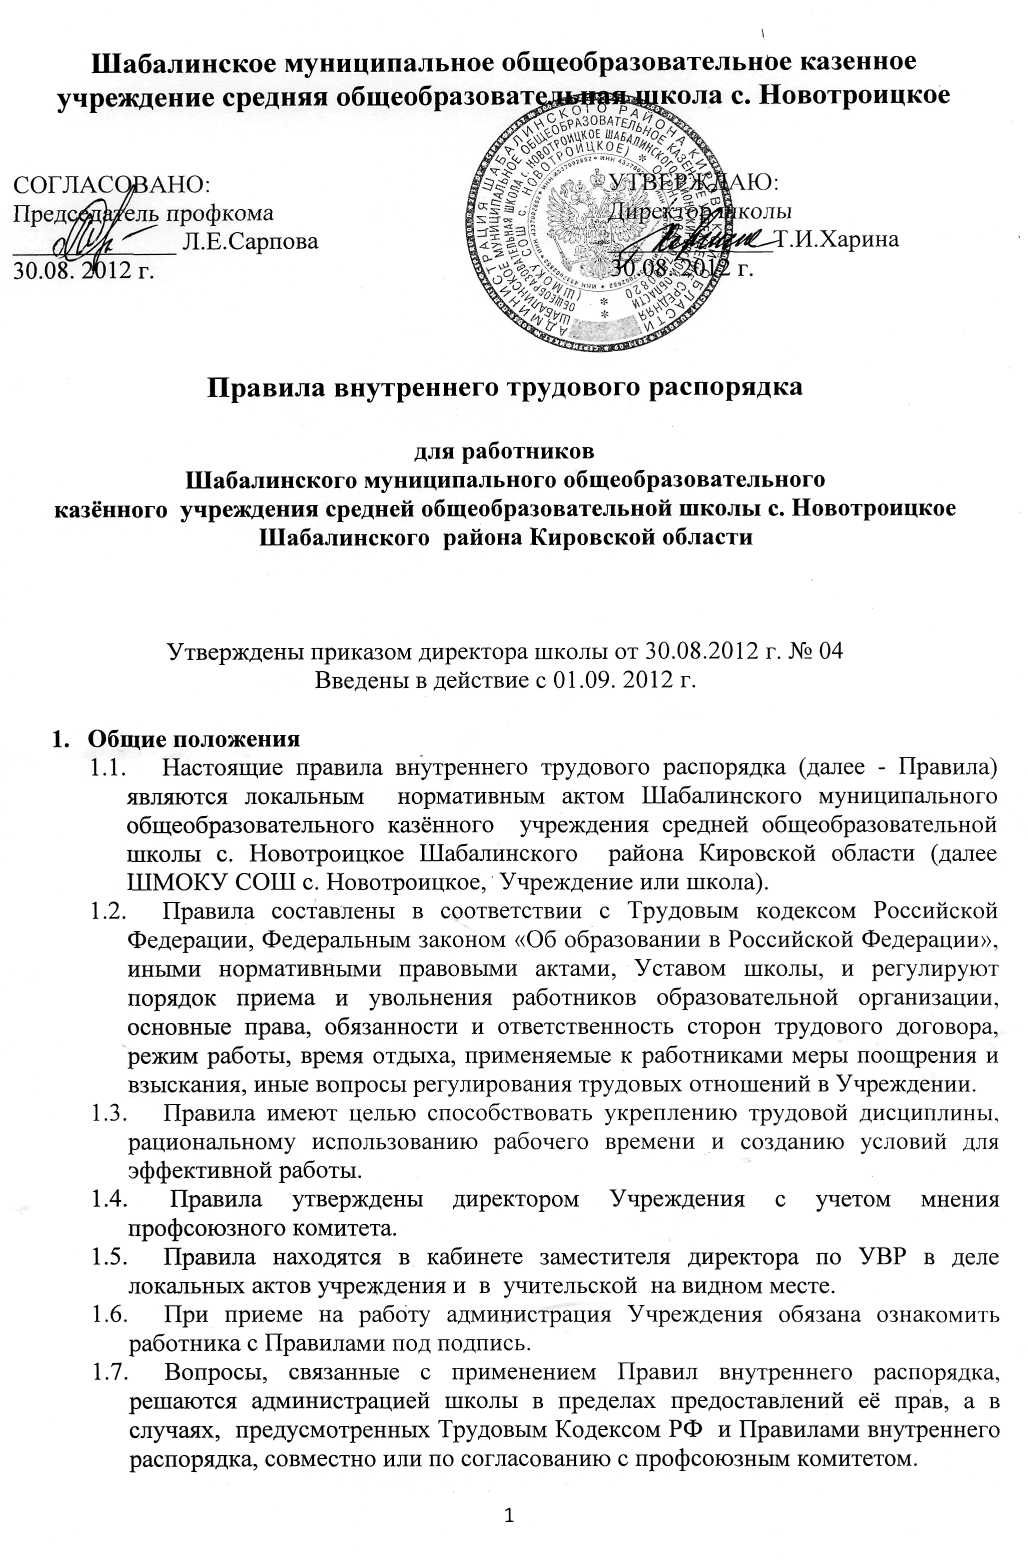 Шабалинское муниципальное общеобразовательное казенное
учреждение средняя общеобразовательная школа с. Новотроицкое
СОГЛАСОВАНО:
Председатель профкома
_____________ Л.Е.Сарпова
30.08. 2012 г.
УТВЕРЖДАЮ:
Директор школы
_____________Т.И.Харина
30.08. 2012 г.
Правила внутреннего трудового распорядка
для работников
Шабалинского муниципального общеобразовательного
казённого учреждения средней общеобразовательной школы с. Новотроицкое
Шабалинского района Кировской области
Утверждены приказом директора школы от 30.08.2012 г. № 04
Введены в действие с 01.09. 2012 г.
1. Общие положения
1.1. Настоящие правила внутреннего трудового распорядка (далее - Правила)
являются локальным нормативным актом Шабалинского муниципального
общеобразовательного казённого учреждения средней общеобразовательной
школы с. Новотроицкое Шабалинского района Кировской области (далее
ШМОКУ СОШ с. Новотроицкое, Учреждение или школа).
1.2. Правила составлены в соответствии с Трудовым кодексом Российской
Федерации, Федеральным законом «Об образовании в Российской Федерации»,
иными нормативными правовыми актами, Уставом школы, и регулируют
порядок приема и увольнения работников образовательной организации,
основные права, обязанности и ответственность сторон трудового договора,
режим работы, время отдыха, применяемые к работниками меры поощрения и
взыскания, иные вопросы регулирования трудовых отношений в Учреждении.
1.3. Правила имеют целью способствовать укреплению трудовой дисциплины,
рациональному использованию рабочего времени и созданию условий для
эффективной работы.
1.4. Правила утверждены директором Учреждения с учетом мнения
профсоюзного комитета.
1.5. Правила находятся в кабинете заместителя директора по УВР в деле
локальных актов учреждения и в учительской на видном месте.
1.6. При приеме на работу администрация Учреждения обязана ознакомить
работника с Правилами под подпись.
1.7. Вопросы, связанные с применением Правил внутреннего распорядка,
решаются администрацией школы в пределах предоставлений её прав, а в
случаях, предусмотренных Трудовым Кодексом РФ и Правилами внутреннего
распорядка, совместно или по согласованию с профсоюзным комитетом.
1